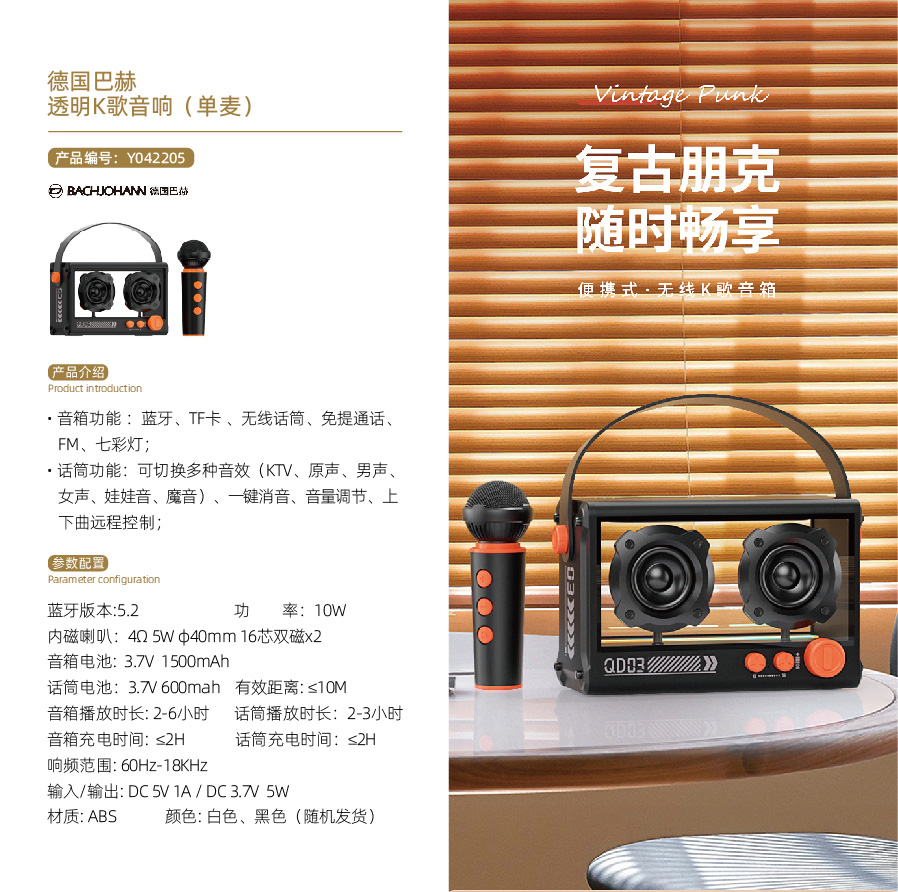 德国巴赫
透明K歌音响（单麦）
产品编号：Y042205
BACHJOHANN 德国巴赫
产品介绍
Product introduction
• 音箱功能：蓝牙、TF卡 、无线话筒、免提通话、
FM、七彩灯；
• 话筒功能：可切换多种音效（KTV、原声、男声、
女声、娃娃音、魔音）、一键消音、音量调节、上
下曲远程控制；
参数配置
Parameter configuration
蓝牙版本:5.2 功 率：10W
内磁喇叭：4Ω 5W ф40mm 16芯双磁x2
音箱电池：3.7V 1500mAh
话筒电池：3.7V 600mah 有效距离: ≤10M
音箱播放时长: 2-6小时 话筒播放时长：2-3小时
音箱充电时间：≤2H 话筒充电时间：≤2H
响频范围: 60Hz-18KHz
输入/输出: DC 5V 1A / DC 3.7V 5W
材质: ABS 颜色: 白色、黑色（随机发货）
Vintage Punk
复古朋克
随时畅享
便携式·无线K歌音箱
QD03